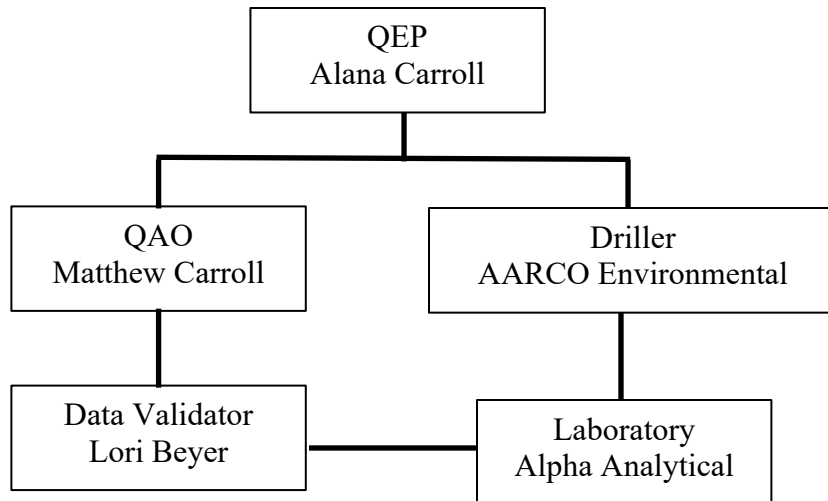 QEP
Alana Carroll
QAO
Matthew Carroll
Driller
AARCO Environmental
Data Validator
Lori Beyer
Laboratory
Alpha Analytical